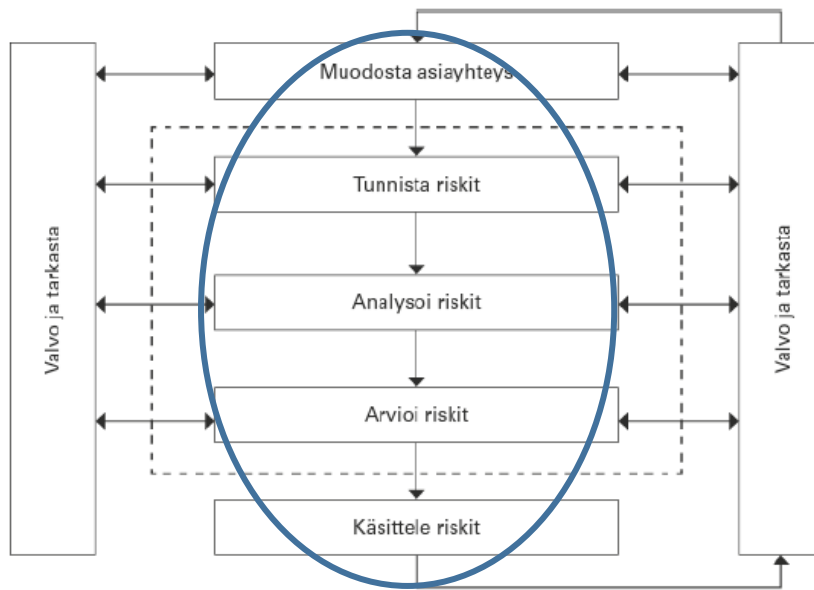 Muodosta asiayhteys
Valvo ja tarkasta
Tunnista riskit
Analysoi riskit
Arvioi riskit
Käsittele riskit
Valvo ja tarkasta